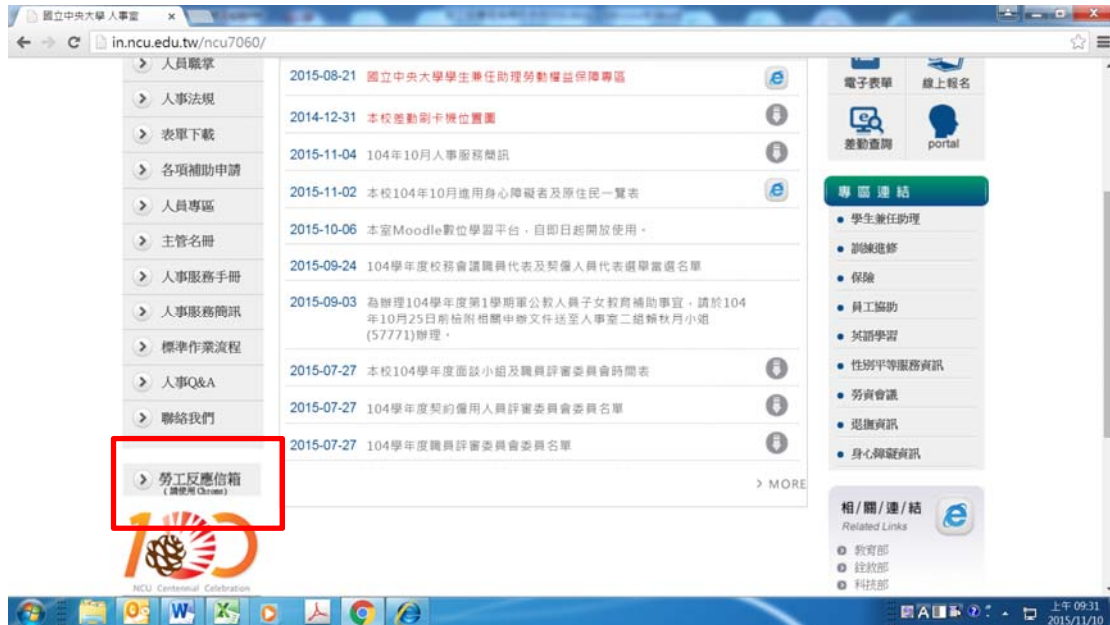 國立中央大學人事室
in.ncu.edu.tw/ncu7060/
人員職掌
人事法規
表單下載
各項補助申請
人員專區
主管名冊
人事服務手冊
人事服務簡訊
標準作業流程
人事Q&A
聯絡我們
勞工反應信箱
(請使用Chrome)
100
NCU Centennial Celebration
2015-08-21 國立中央大學學生兼任助理勞動權益保障專區
2014-12-31 本校差勤刷卡機位置圖
2015-11-04 104年10月人事服務簡訊
2015-11-02 本校104年10月進用身心障礙者及原住民一覽表
2015-10-06 本室Moodle數位學習平台，自即日起開放使用。
2015-09-24 104學年度校務會議職員代表及契僱人員代表選舉當選名單
2015-09-03 為辦理104學年度第1學期軍公教人員子女教育補助事宜，請於104
年10月25日前檢附相關申辦文件送至人事室二組賴秋月小姐
(57771)辦理。
2015-07-27 本校104學年度面談小組及職員評審委員會時間表
2015-07-27 104學年度契約僱用人員評審委員會委員名單
2015-07-27 104學年度職員評審委員會委員名單
> MORE
電子表單 線上報名
差勤查詢 portal
專區連結
學生兼任助理
訓練進修
保險
員工協助
英語學習
性別平等服務資訊
勞資會議
退撫資訊
身心障礙資訊
相/關/連/結
Related Links
教育部
銓敘部
科技部
上午 09:31
2015/11/10